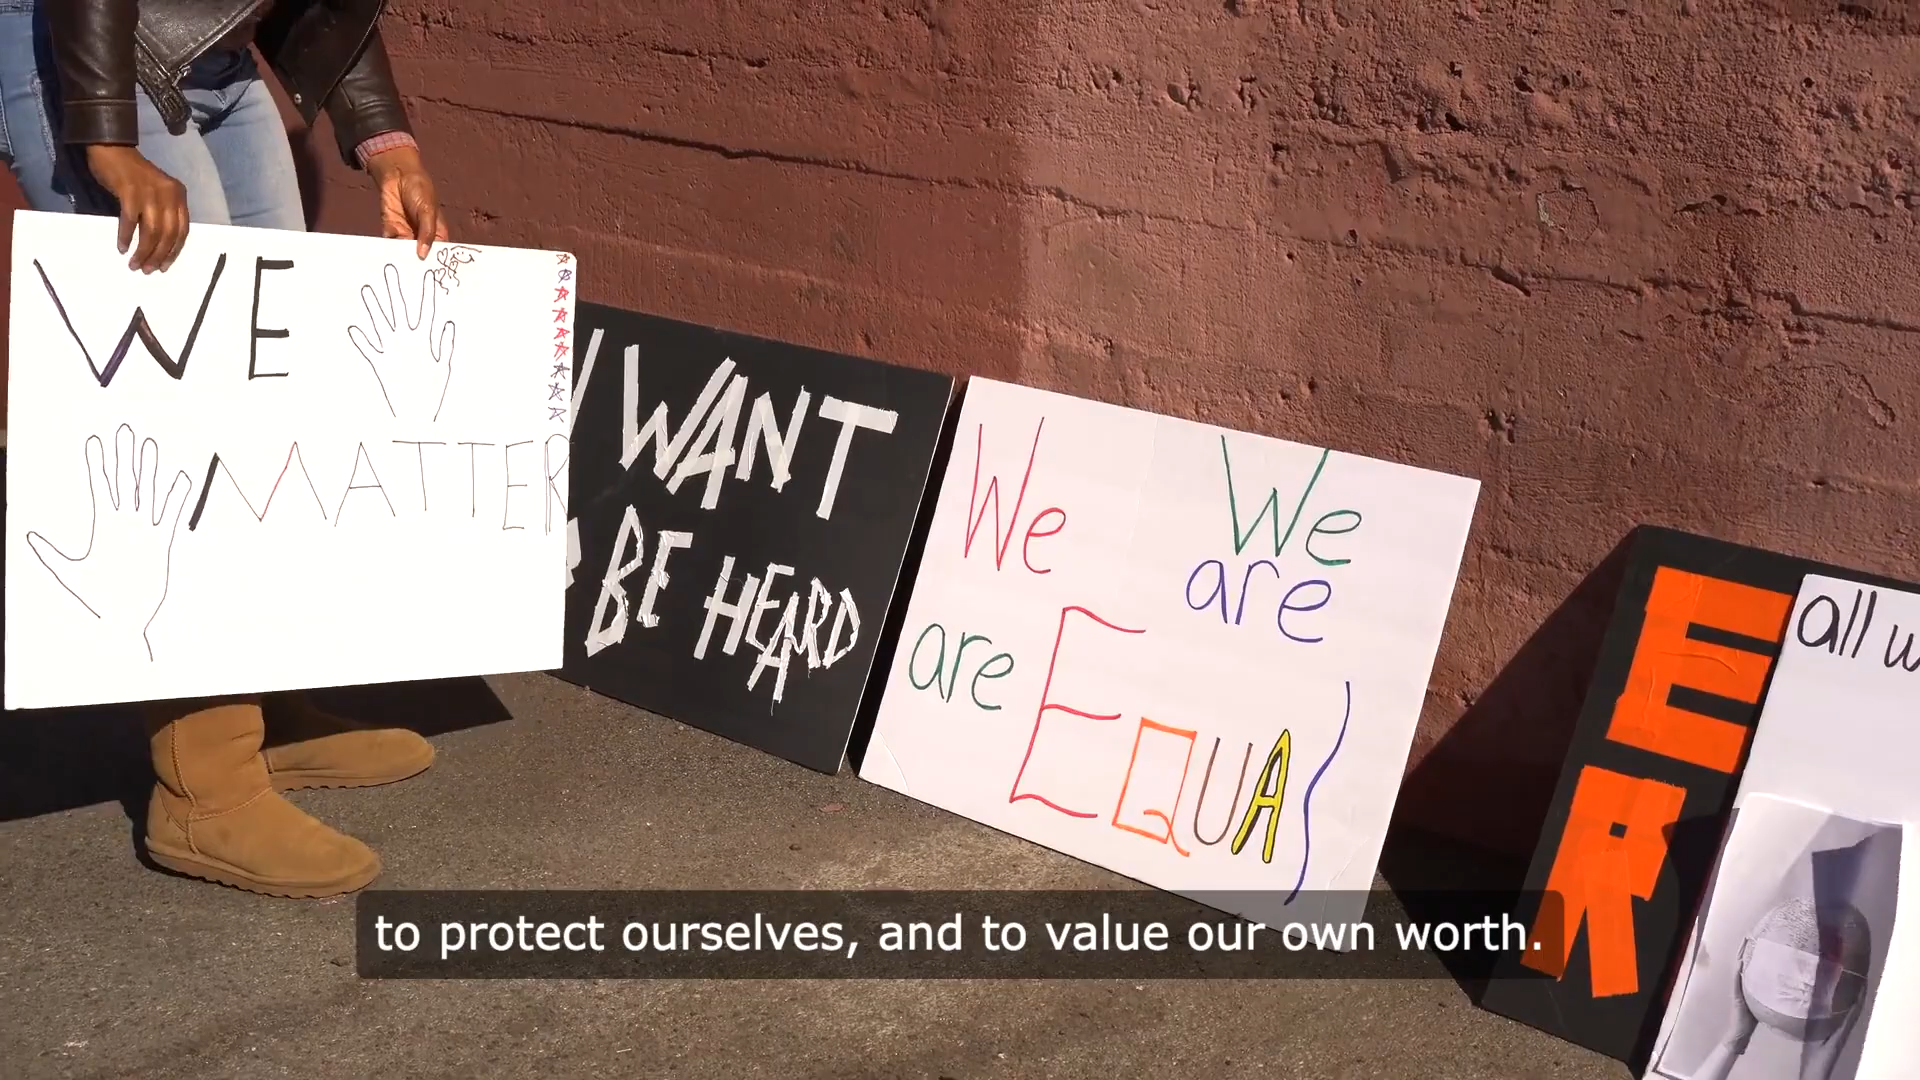 WE
MATTER
WANT
BE HEARD
We
are
We
are
EQUAL
ER
all w
to protect ourselves, and to value our own worth.